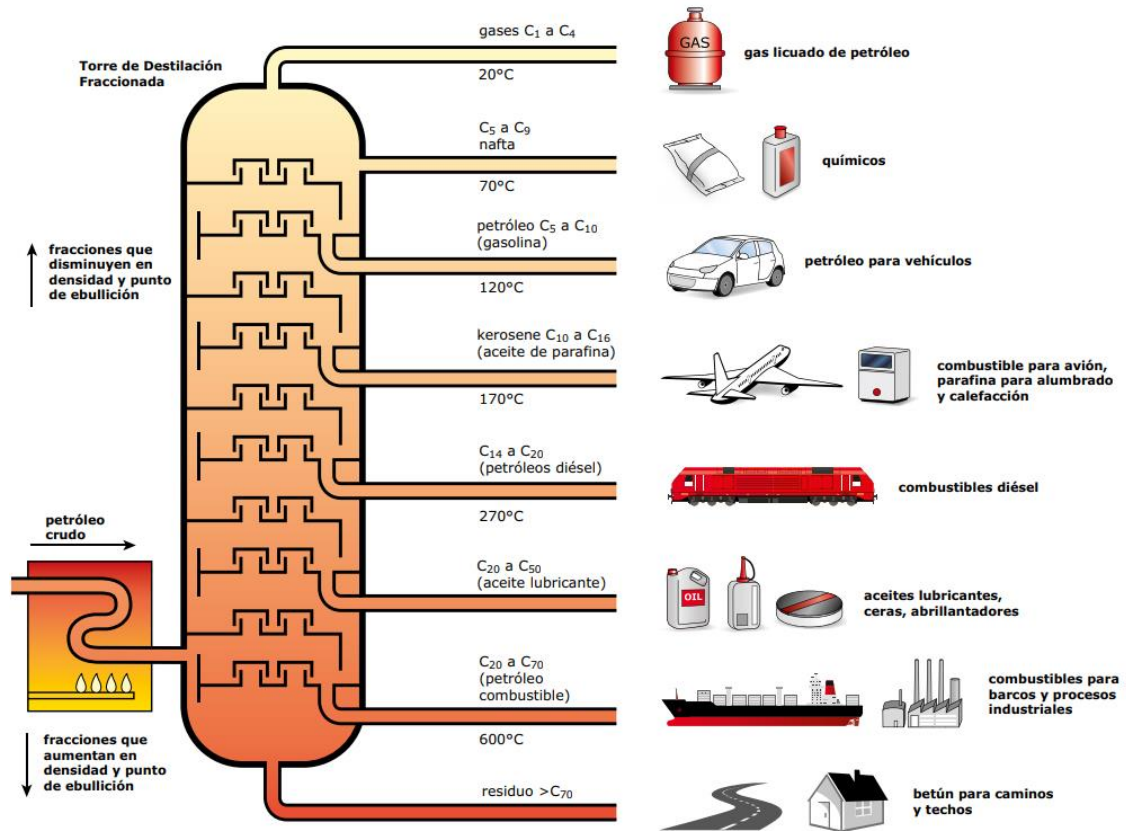 Torre de Destilación
Fraccionada
gases C₁ a C₄
20°C
GAS
gas licuado de petróleo
C₅ a C₉
nafta
70°C
químicos
fracciones que
disminuyen en
densidad y punto
de ebullición
petróleo C₅ a C₁₀
(gasolina)
120°C
petróleo para vehículos
kerosene C₁₀ a C₁₆
(aceite de parafina)
170°C
combustible para avión,
parafina para alumbrado
y calefacción
C₁₄ a C₂₀
(petróleos diésel)
270°C
combustibles diésel
petróleo
crudo
C₂₀ a C₅₀
(aceite lubricante)
OIL
aceites lubricantes,
ceras, abrillantadores
C₂₀ a C₇₀
(petróleo
combustible)
600°C
combustibles para
barcos y procesos
industriales
fracciones que
aumentan en
densidad y punto
de ebullición
residuo >C₇₀
betún para caminos
y techos